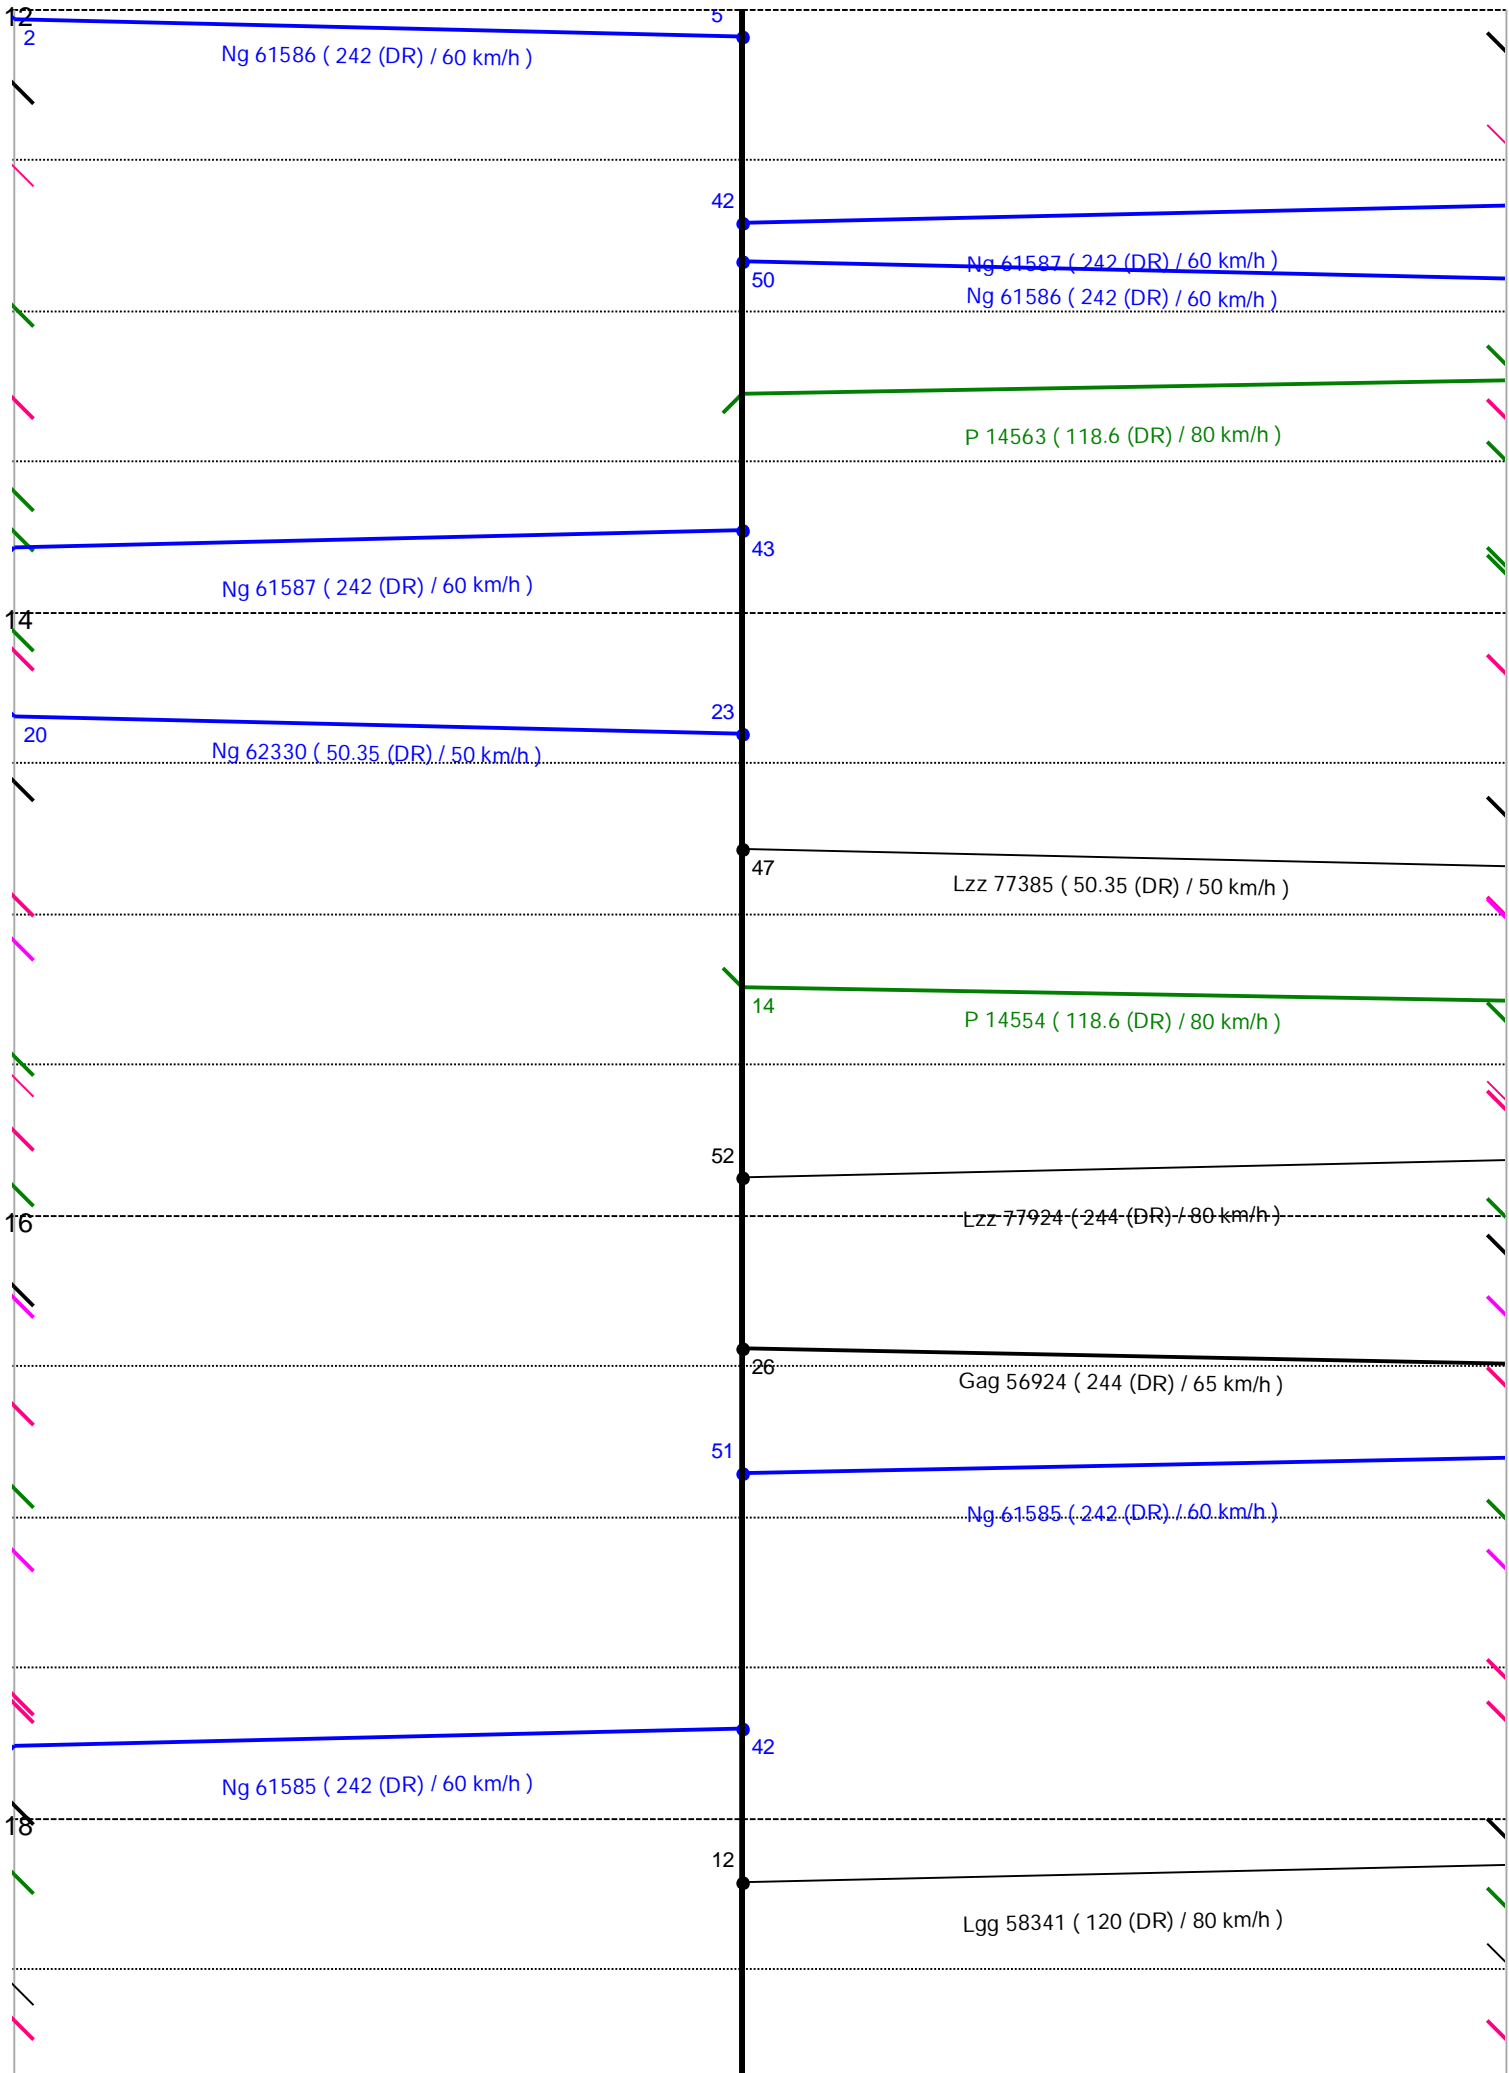 12
5
2
Ng 61586 ( 242 (DR) / 60 km/h )
42
Ng 61587 ( 242 (DR) / 60 km/h )
50
Ng 61586 ( 242 (DR) / 60 km/h )
P 14563 ( 118.6 (DR) / 80 km/h )
43
Ng 61587 ( 242 (DR) / 60 km/h )
14
23
20
Ng 62330 ( 50.35 (DR) / 50 km/h )
47
Lzz 77385 ( 50.35 (DR) / 50 km/h )
14
P 14554 ( 118.6 (DR) / 80 km/h )
52
16
Lzz 77924 ( 244 (DR) / 80 km/h )
26
Gag 56924 ( 244 (DR) / 65 km/h )
51
Ng 61585 ( 242 (DR) / 60 km/h )
42
Ng 61585 ( 242 (DR) / 60 km/h )
18
12
Lgg 58341 ( 120 (DR) / 80 km/h )